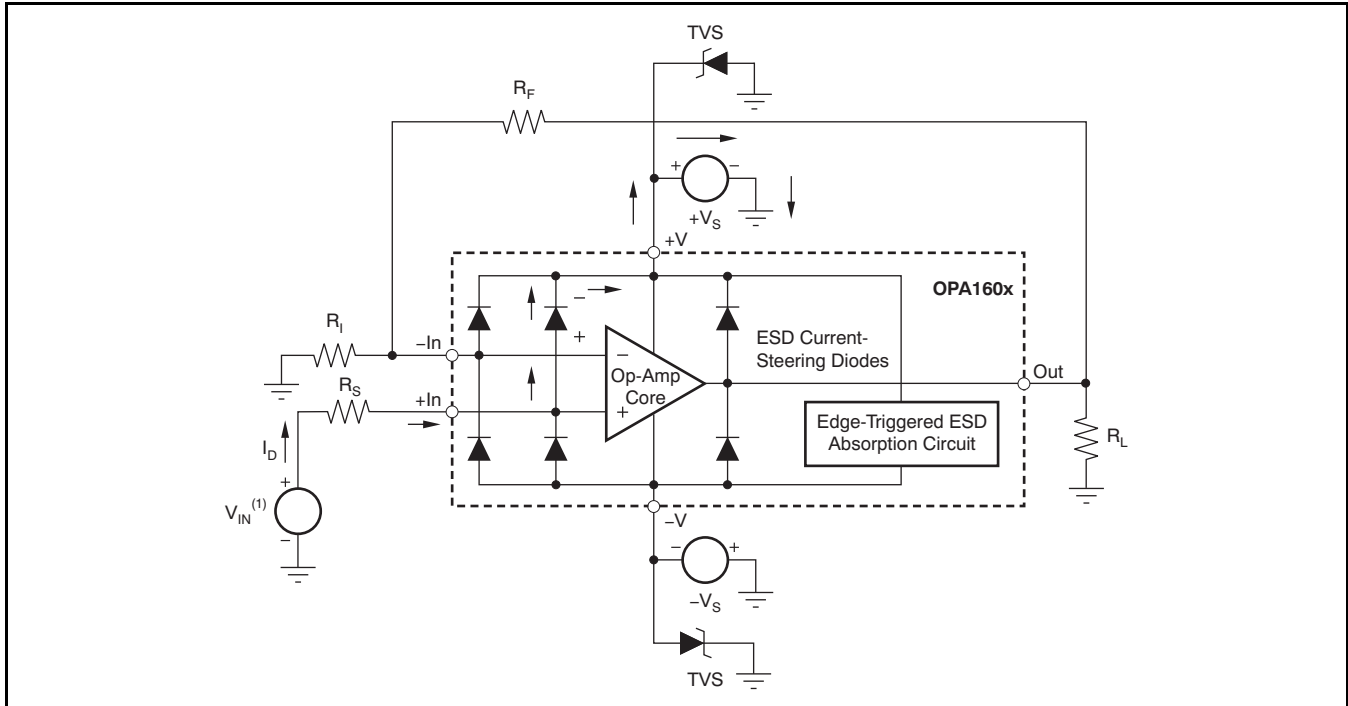 TVS
R_F
+ −
+V_S
+V
OPA160x
−
+
R_I
−In
ESD Current-
Steering Diodes
−
Op-Amp
Core
+
Out
R_S
+In
Edge-Triggered ESD
Absorption Circuit
R_L
I_D
+
V_IN^(1)
−
−V
− +
−V_S
TVS